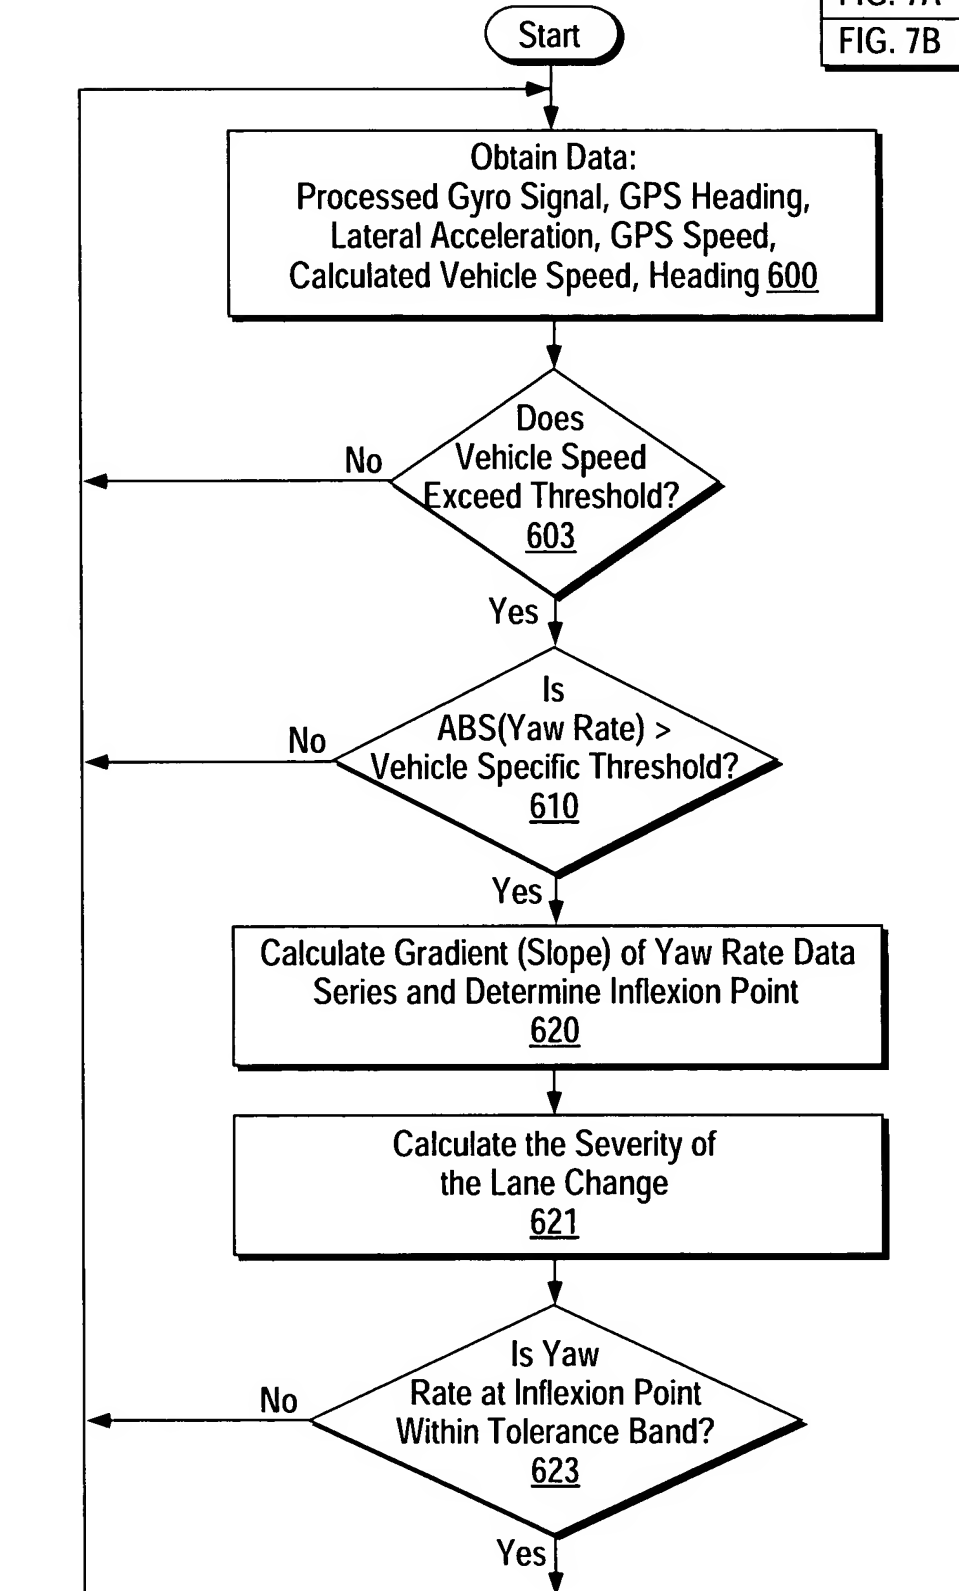 FIG. 7A
Start
FIG. 7B
Obtain Data:
Processed Gyro Signal, GPS Heading,
Lateral Acceleration, GPS Speed,
Calculated Vehicle Speed, Heading 600
Does
Vehicle Speed
Exceed Threshold?
603
No
Yes
Is
ABS(Yaw Rate) >
Vehicle Specific Threshold?
610
No
Yes
Calculate Gradient (Slope) of Yaw Rate Data
Series and Determine Inflexion Point
620
Calculate the Severity of
the Lane Change
621
Is Yaw
Rate at Inflexion Point
Within Tolerance Band?
623
No
Yes